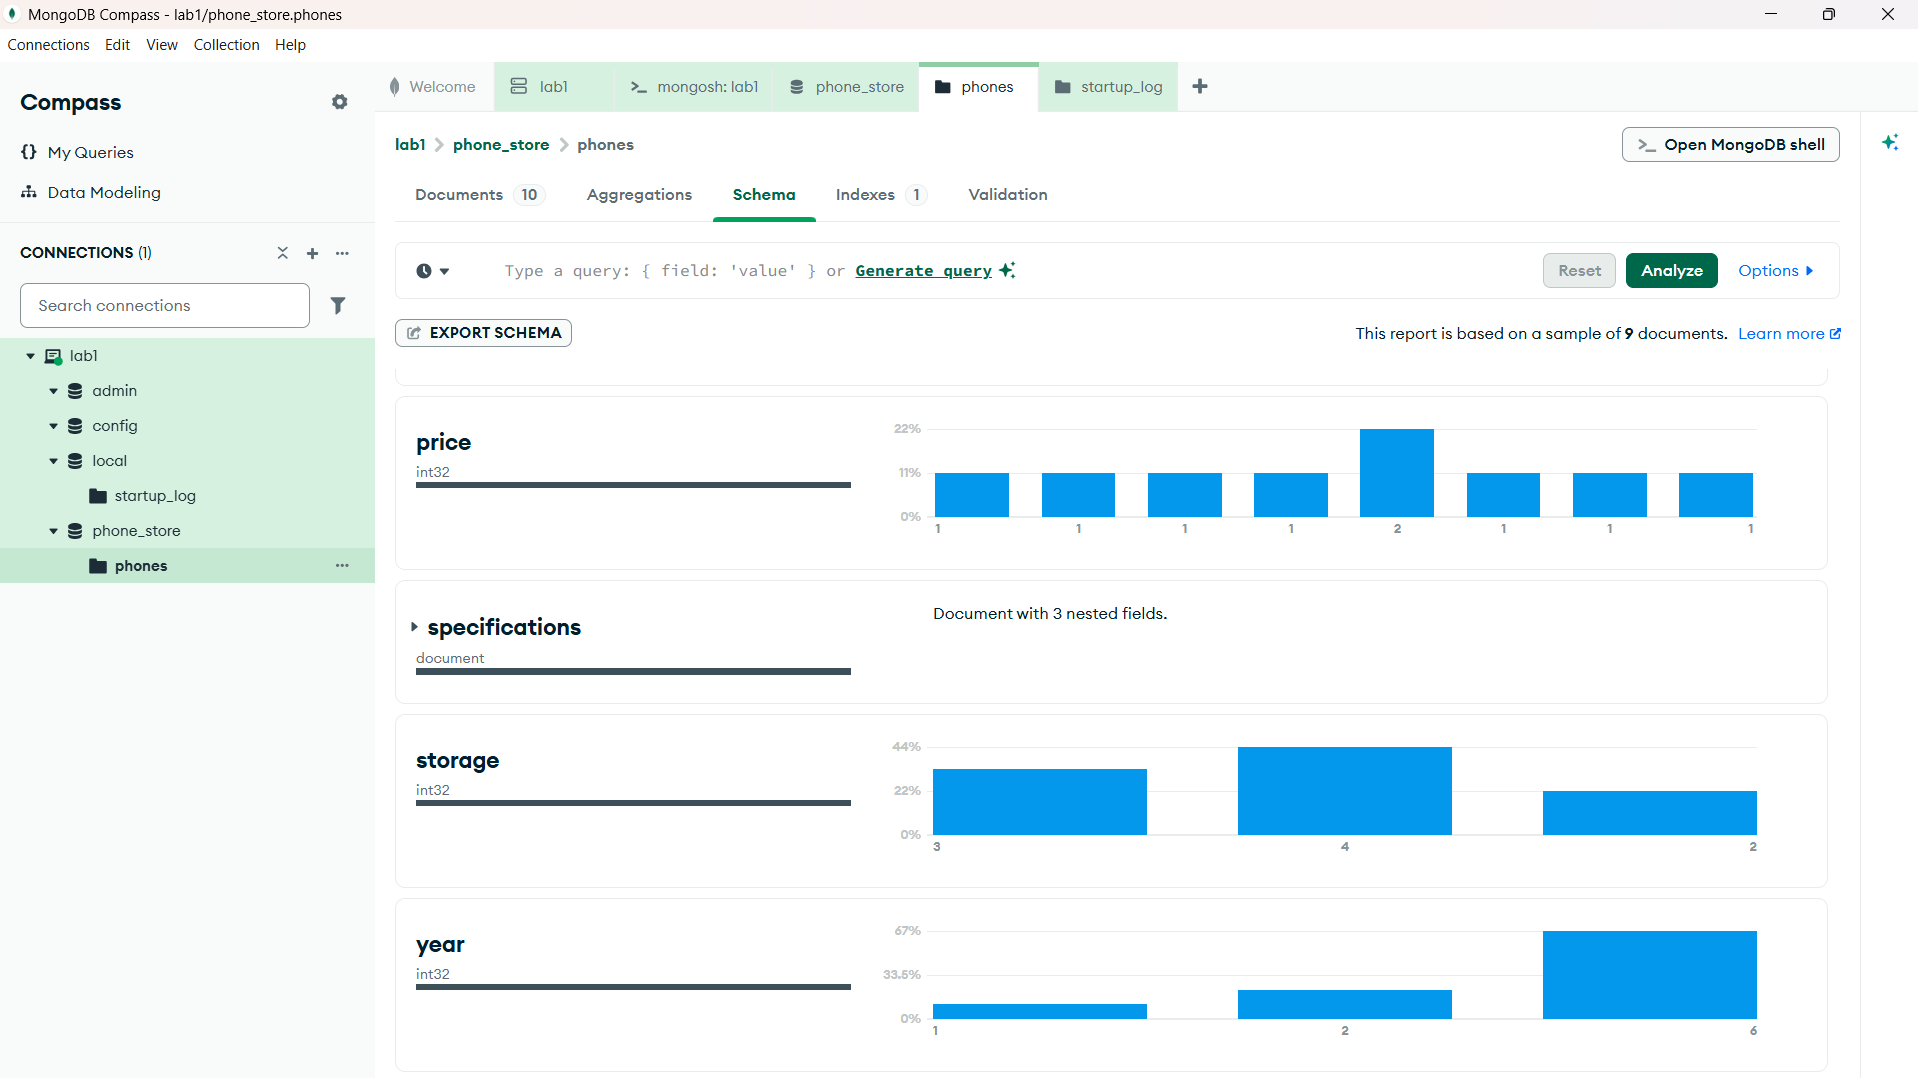 MongoDB Compass - lab1/phone_store.phones
Connections Edit View Collection Help
Compass
My Queries
Data Modeling
CONNECTIONS (1)
Search connections
lab1
admin
config
local
startup_log
phone_store
phones
Welcome lab1 mongosh: lab1 phone_store phones startup_log
lab1 phone_store phones
Open MongoDB shell
Documents 10 Aggregations Schema Indexes 1 Validation
Type a query: { field: 'value' } or Generate query
Reset Analyze Options
EXPORT SCHEMA
This report is based on a sample of 9 documents. Learn more
price
int32
22%
11%
0%
1 1 1 1 2 1 1 1
specifications
document
Document with 3 nested fields.
storage
int32
44%
22%
0%
3 4 2
year
int32
67%
33.5%
0%
1 2 6